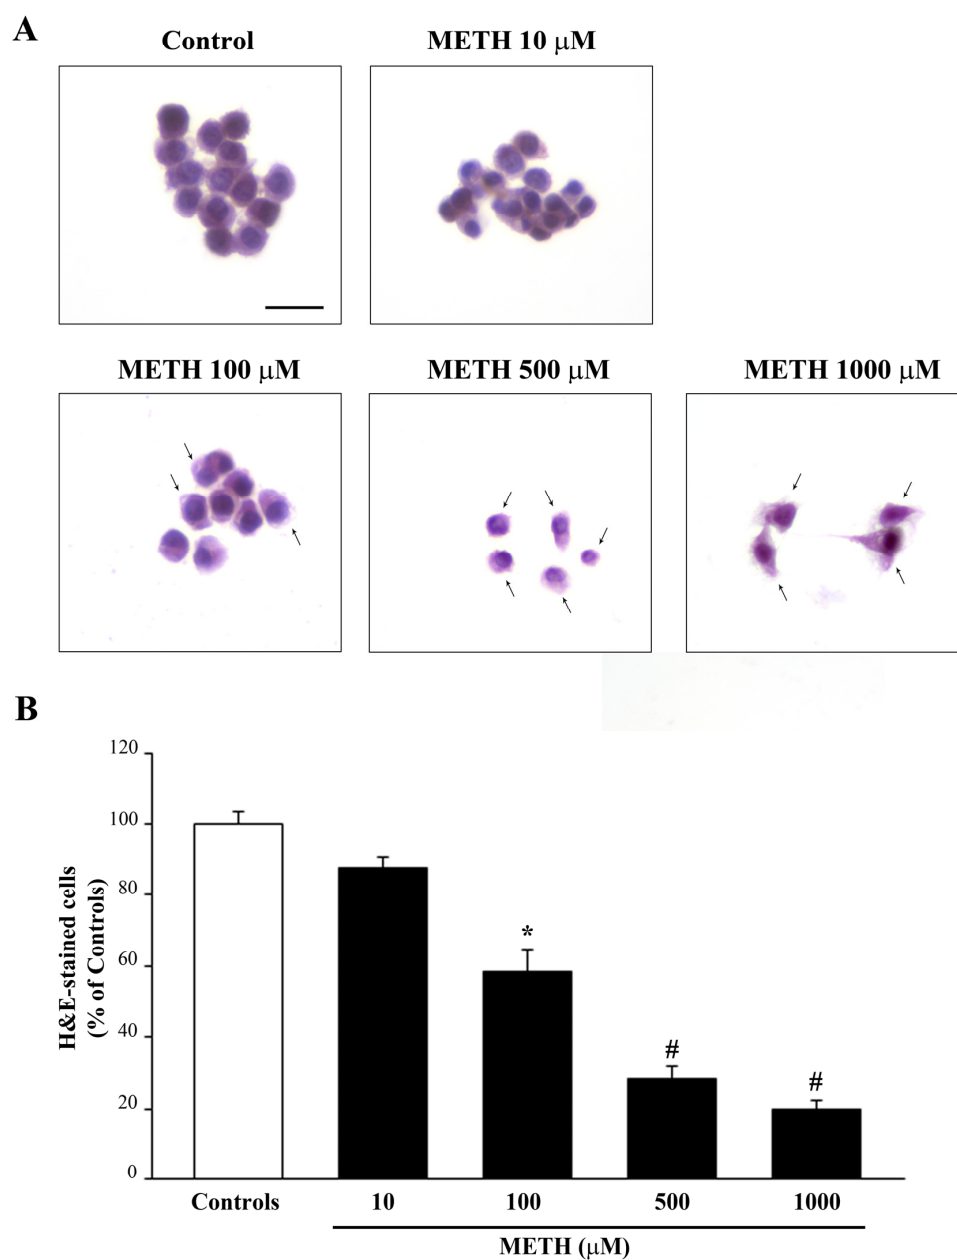 A
Control
METH 10 μM
METH 100 μM
METH 500 μM
METH 1000 μM
B
120
100
80
60
40
20
0
H&E-stained cells
(% of Controls)
*
#
#
Controls
10
100
500
1000
METH (μM)